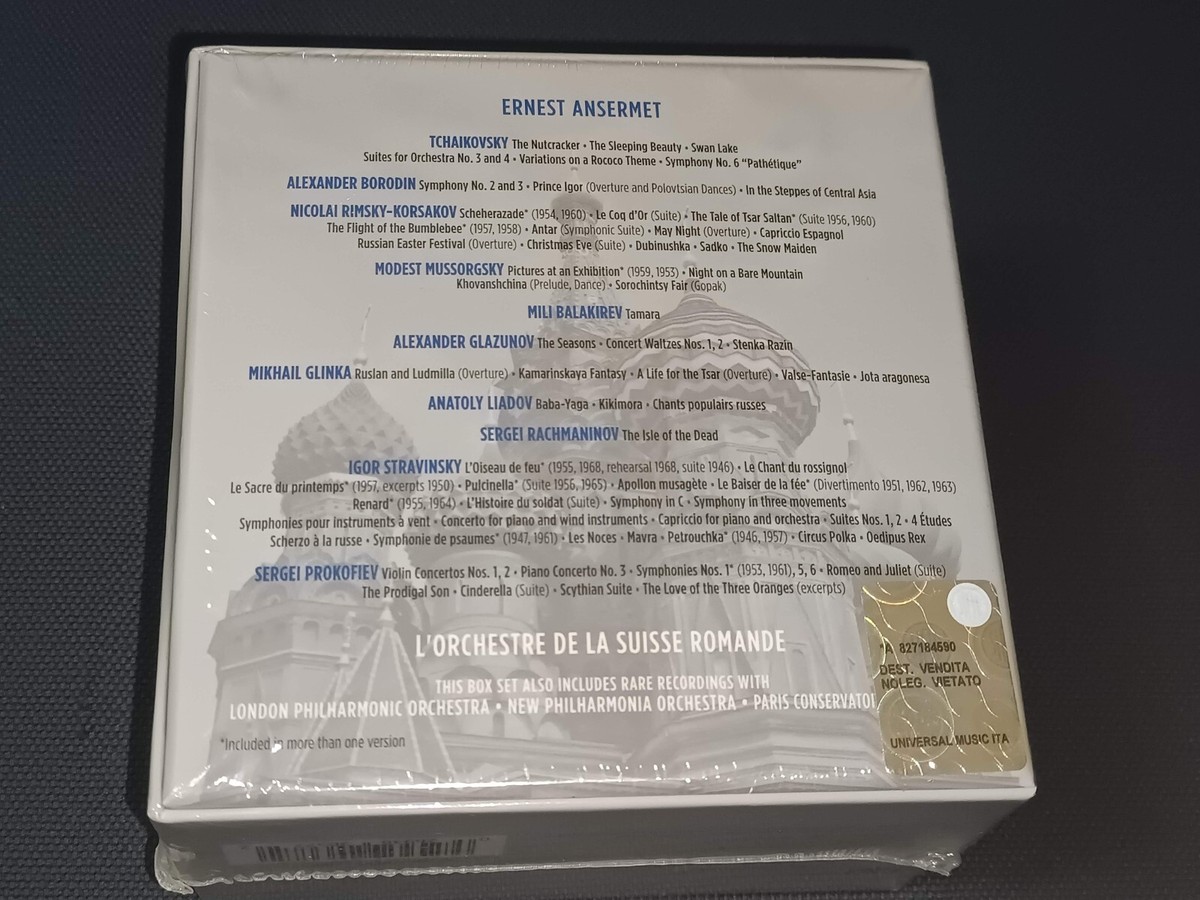 ERNEST ANSERMET
TCHAIKOVSKY The Nutcracker • The Sleeping Beauty • Swan Lake
Suites for Orchestra No. 3 and 4 • Variations on a Rococo Theme • Symphony No. 6 “Pathétique”
ALEXANDER BORODIN Symphony No. 2 and 3 • Prince Igor (Overture and Polovtsian Dances) • In the Steppes of Central Asia
NICOLAI RIMSKY-KORSAKOV Scheherazade* (1954, 1960) • Le Coq d'Or (Suite) • The Tale of Tsar Saltan* (Suite 1956, 1960)
The Flight of the Bumblebee* (1957, 1958) • Antar (Symphonic Suite) • May Night (Overture) • Capriccio Espagnol
Russian Easter Festival (Overture) • Christmas Eve (Suite) • Dubinushka • Sadko • The Snow Maiden
MODEST MUSSORGSKY Pictures at an Exhibition* (1959, 1953) • Night on a Bare Mountain
Khovanshchina (Prelude, Dance) • Sorochintsy Fair (Gopak)
MILI BALAKIREV Tamara
ALEXANDER GLAZUNOV The Seasons • Concert Waltzes Nos. 1, 2 • Stenka Razin
MIKHAIL GLINKA Ruslan and Ludmilla (Overture) • Kamarinskaya Fantasy • A Life for the Tsar (Overture) • Valse-Fantasie • Jota aragonesa
ANATOLY LIADOV Baba-Yaga • Kikimora • Chants populairs russes
SERGEI RACHMANINOV The Isle of the Dead
IGOR STRAVINSKY L'Oiseau de feu* (1955, 1968, rehearsal 1968, suite 1946) • Le Chant du rossignol
Le Sacre du printemps* (1957, excerpts 1950) • Pulcinella* (Suite 1956, 1965) • Apollon musagète • Le Baiser de la fée* (Divertimento 1951, 1962, 1963)
Renard* (1955, 1964) • L'Histoire du soldat (Suite) • Symphony in C • Symphony in three movements
Symphonies pour instruments à vent • Concerto for piano and wind instruments • Capriccio for piano and orchestra • Suites Nos. 1, 2 • 4 Études
Scherzo à la russe • Symphonie de psaumes* (1947, 1961) • Les Noces • Mavra • Petrouchka* (1946, 1957) • Circus Polka • Oedipus Rex
SERGEI PROKOFIEV Violin Concertos Nos. 1, 2 • Piano Concerto No. 3 • Symphonies Nos. 1* (1953, 1961), 5, 6 • Romeo and Juliet (Suite)
The Prodigal Son • Cinderella (Suite) • Scythian Suite • The Love of the Three Oranges (excerpts)
L'ORCHESTRE DE LA SUISSE ROMANDE
THIS BOX SET ALSO INCLUDES RARE RECORDINGS WITH
LONDON PHILHARMONIC ORCHESTRA • NEW PHILHARMONIA ORCHESTRA • PARIS
*Included in more than one version
827184590
DEST. VENDITA
NOLEG. VIETATO
UNIVERSAL MUSIC ITA